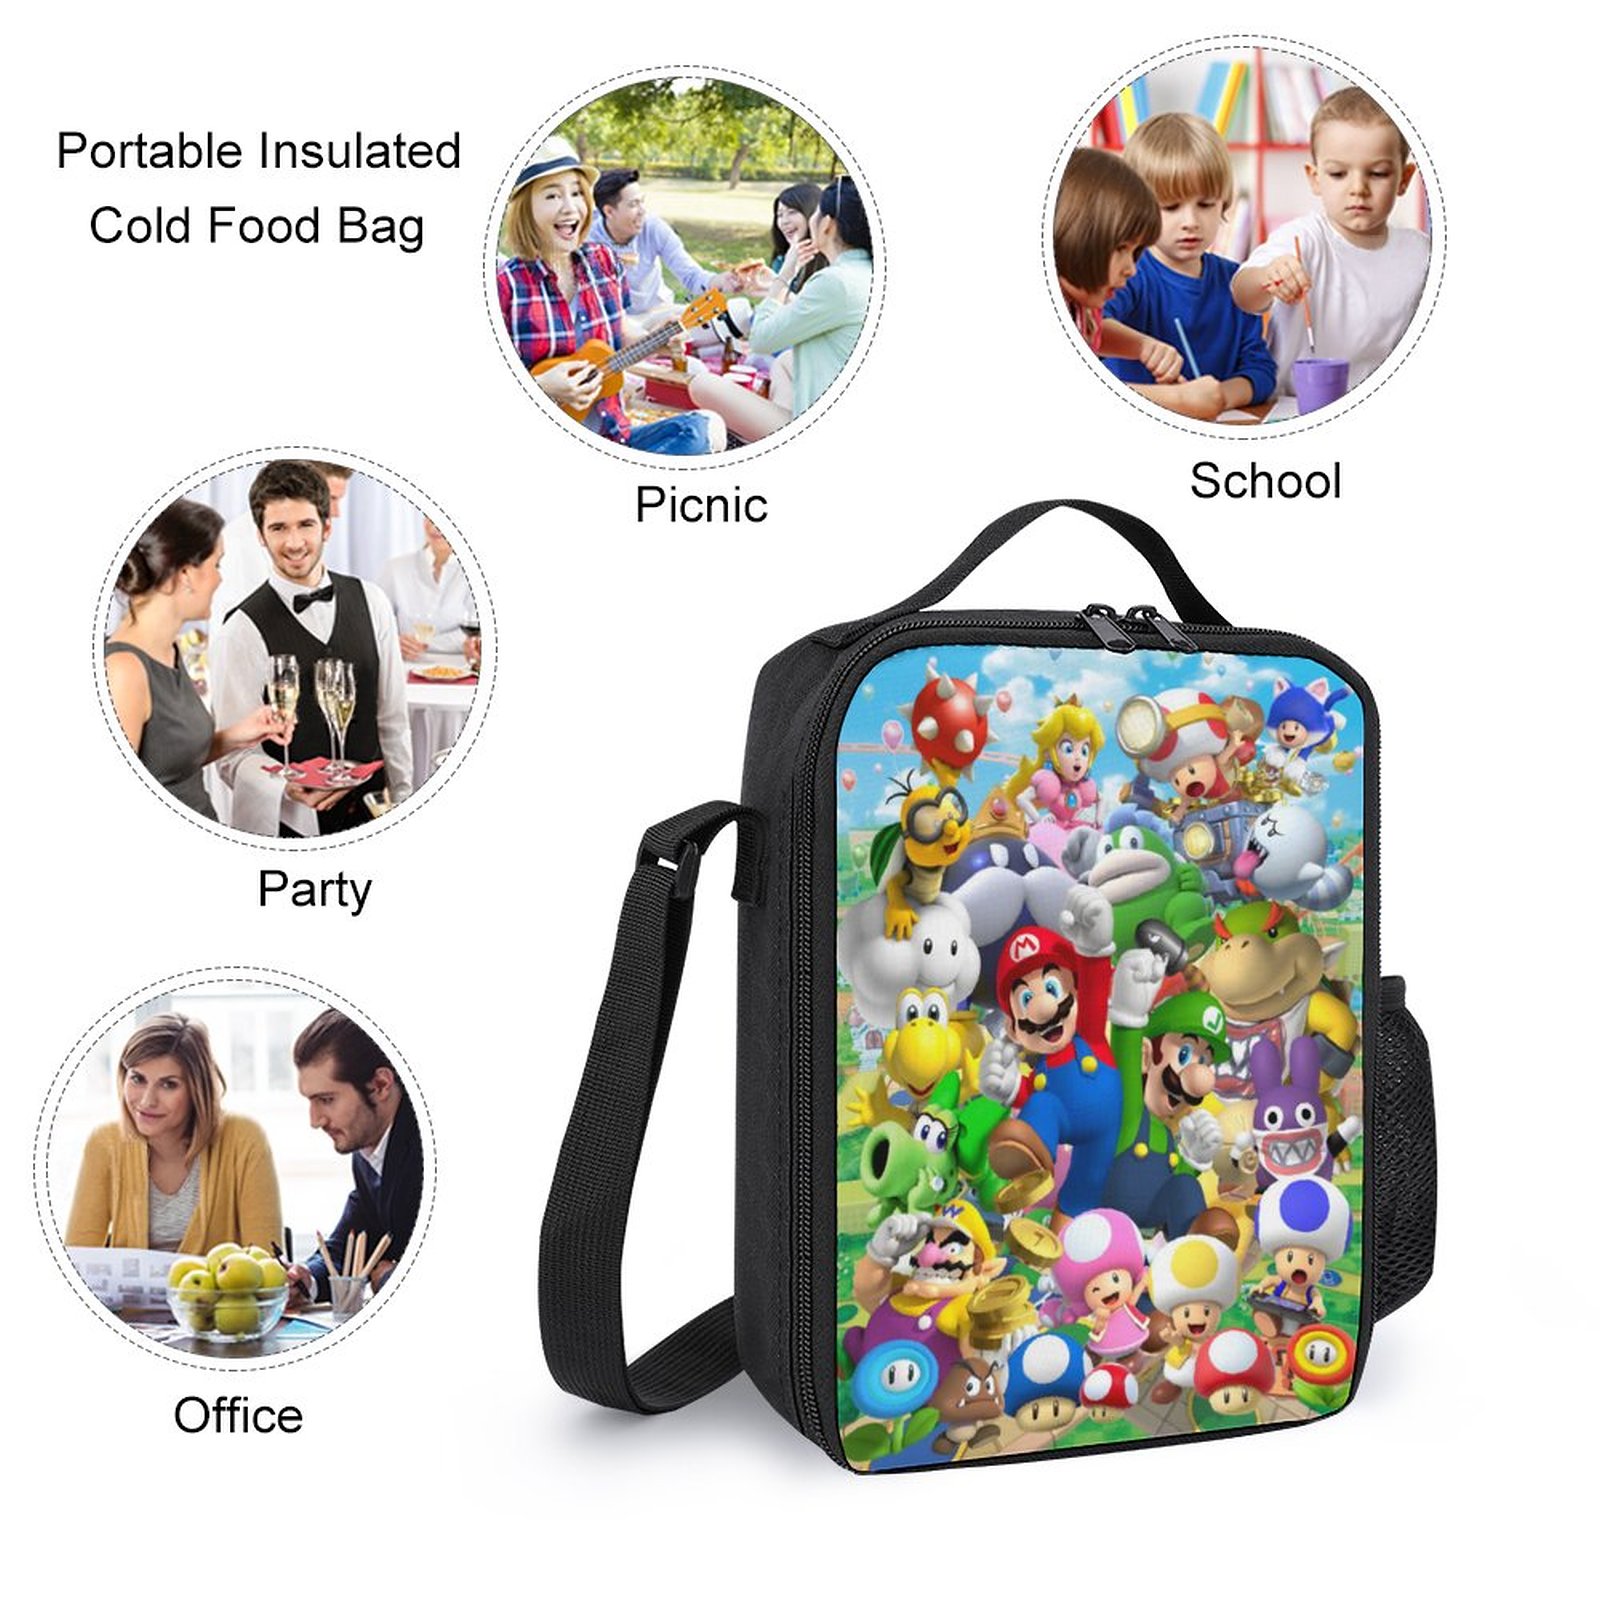 Portable Insulated
Cold Food Bag
Picnic
School
Party
Office
M
L
W